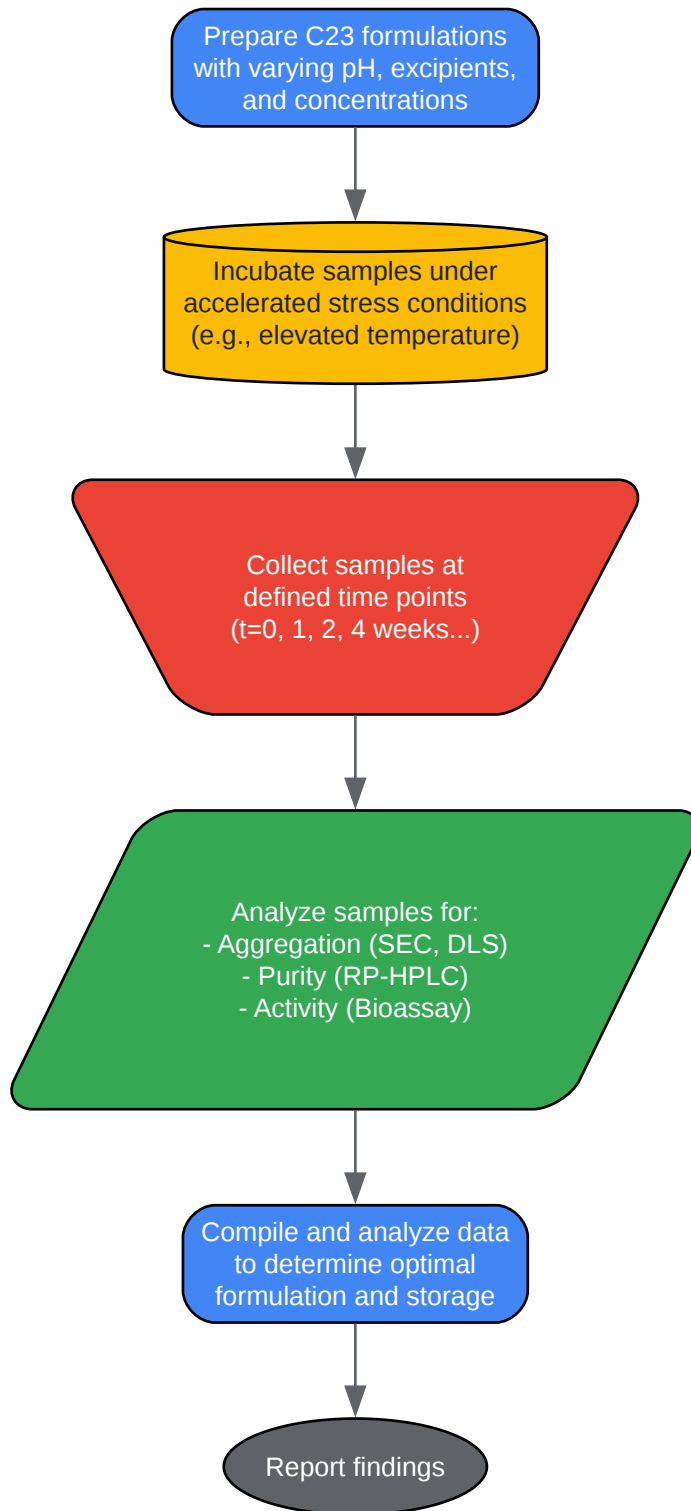 Prepare C23 formulations
with varying pH, excipients,
and concentrations
Incubate samples under
accelerated stress conditions
(e.g., elevated temperature)
Collect samples at
defined time points
(t=0, 1, 2, 4 weeks...)
Analyze samples for:
- Aggregation (SEC, DLS)
- Purity (RP-HPLC)
- Activity (Bioassay)
Compile and analyze data
to determine optimal
formulation and storage
Report findings